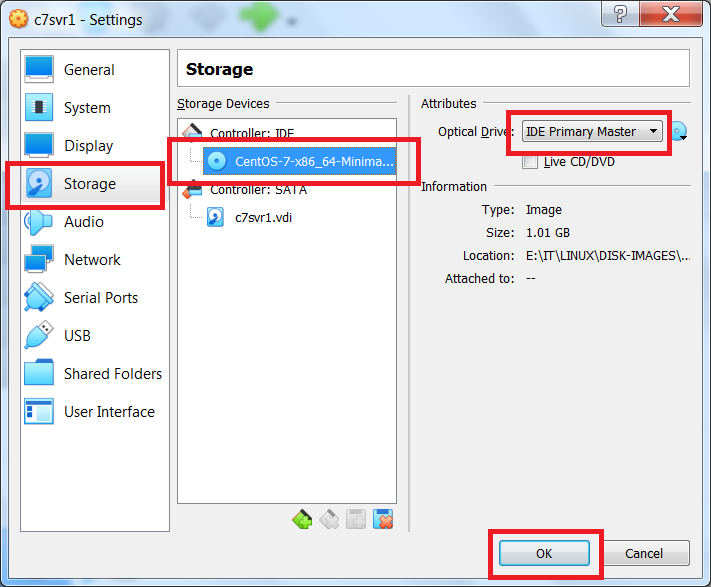 c7svr1 - Settings
General
System
Display
Storage
Audio
Network
Serial Ports
USB
Shared Folders
User Interface
Storage
Storage Devices
Controller: IDE
CentOS-7-x86_64-Minima...
Controller: SATA
c7svr1.vdi
Attributes
Optical Drive: IDE Primary Master
Live CD/DVD
Information
Type: Image
Size: 1.01 GB
Location: E:\IT\LINUX\DISK-IMAGES\...
Attached to: --
OK Cancel